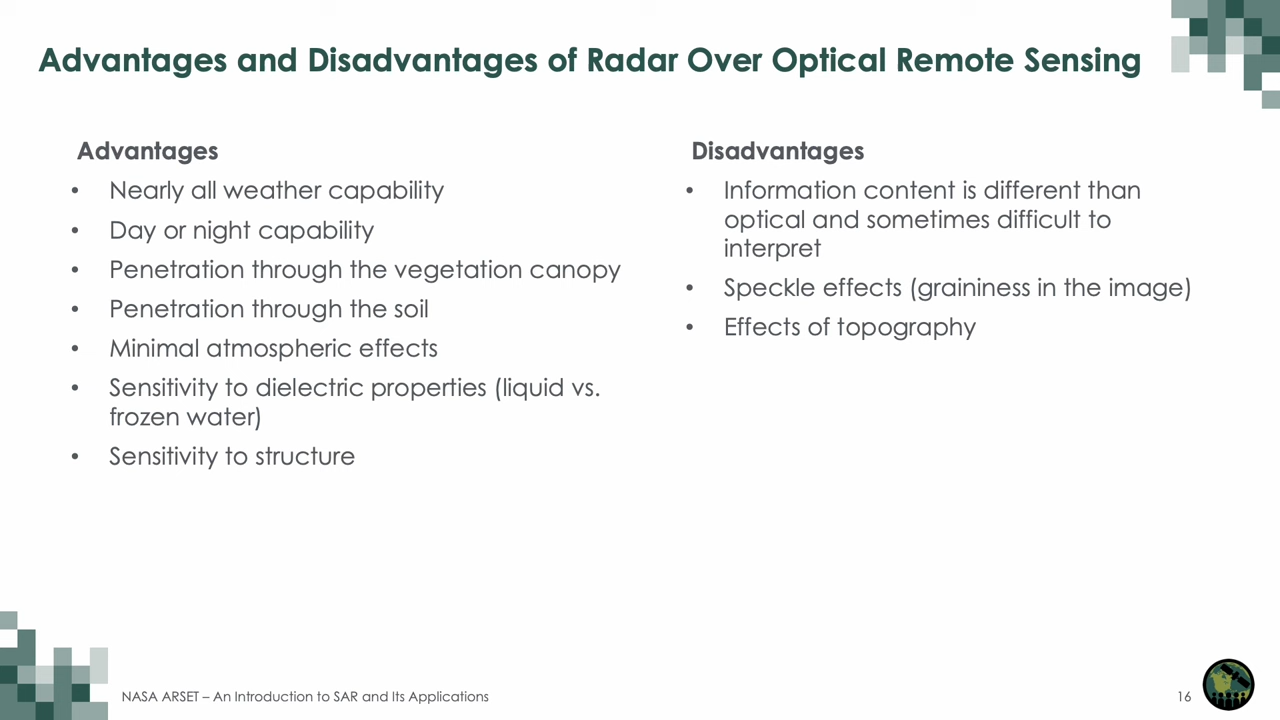 Advantages and Disadvantages of Radar Over Optical Remote Sensing
Advantages
• Nearly all weather capability
• Day or night capability
• Penetration through the vegetation canopy
• Penetration through the soil
• Minimal atmospheric effects
• Sensitivity to dielectric properties (liquid vs.
frozen water)
• Sensitivity to structure
Disadvantages
• Information content is different than
optical and sometimes difficult to
interpret
• Speckle effects (graininess in the image)
• Effects of topography
NASA ARSET – An Introduction to SAR and Its Applications
16